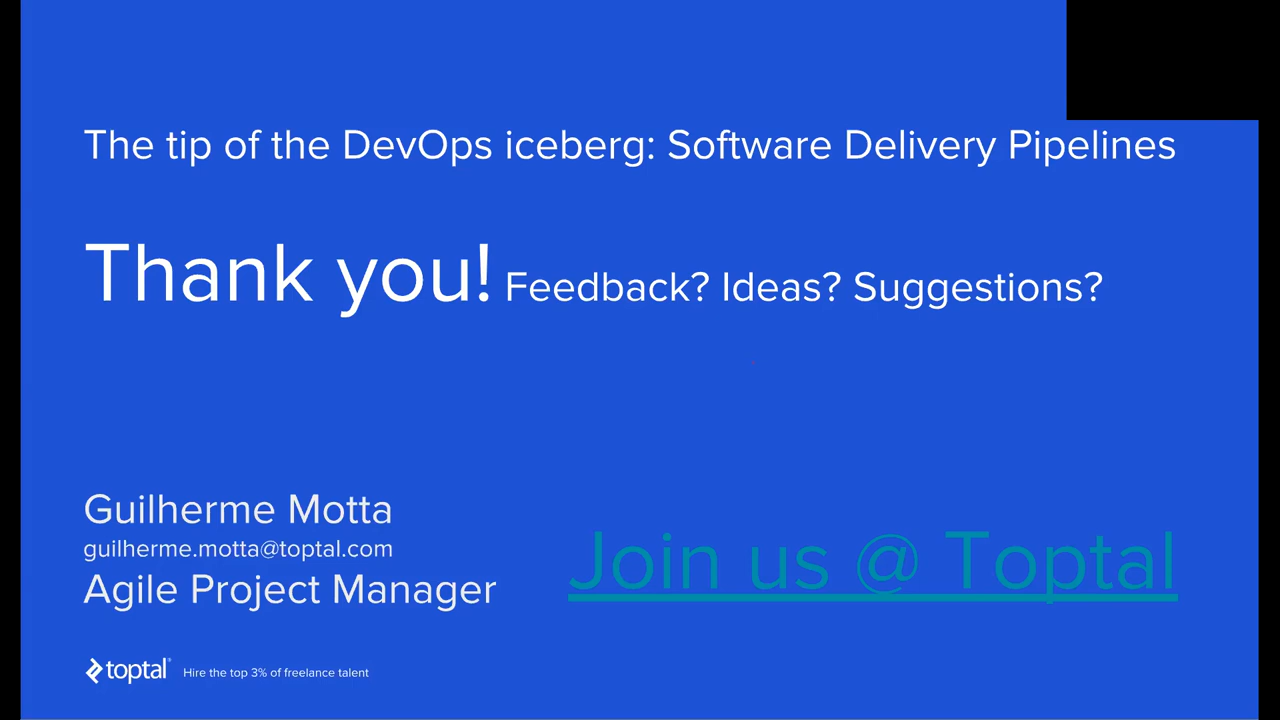 The tip of the DevOps iceberg: Software Delivery Pipelines
Thank you! Feedback? Ideas? Suggestions?
Guilherme Motta
guilherme.motta@toptal.com
Agile Project Manager
Join us @ Toptal
toptal® Hire the top 3% of freelance talent